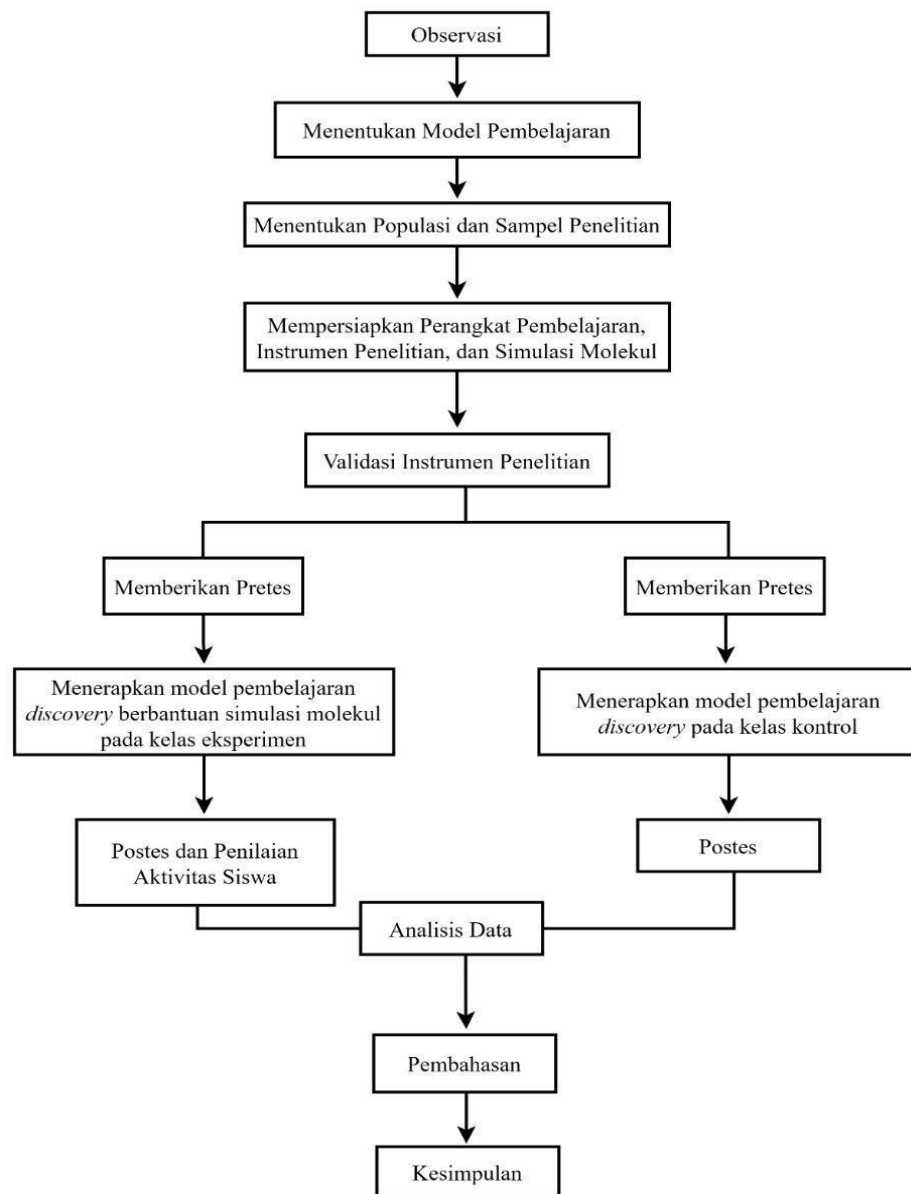 Observasi
Menentukan Model Pembelajaran
Menentukan Populasi dan Sampel Penelitian
Mempersiapkan Perangkat Pembelajaran,
Instrumen Penelitian, dan Simulasi Molekul
Validasi Instrumen Penelitian
Memberikan Pretes
Memberikan Pretes
Menerapkan model pembelajaran
discovery berbantuan simulasi molekul
pada kelas eksperimen
Menerapkan model pembelajaran
discovery pada kelas kontrol
Postes dan Penilaian
Aktivitas Siswa
Postes
Analisis Data
Pembahasan
Kesimpulan